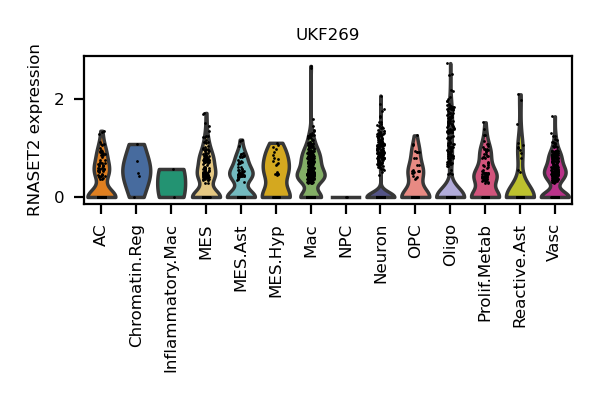 UKF269
RNASET2 expression
2
0
AC
Chromatin.Reg
Inflammatory.Mac
MES
MES.Ast
MES.Hyp
Mac
NPC
Neuron
OPC
Oligo
Prolif.Metab
Reactive.Ast
Vasc